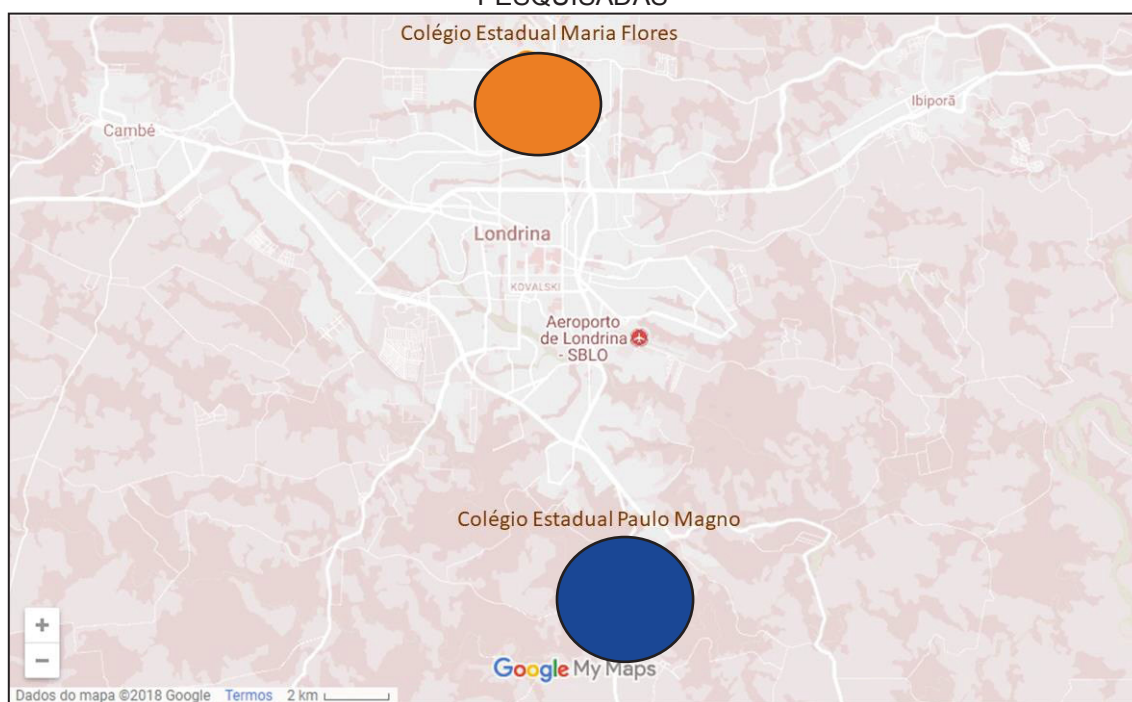 PESQUISADAS
Colégio Estadual Maria Flores
Cambé
Ibiporã
Londrina
KOVALSKI
Aeroporto
de Londrina
- SBLO
Colégio Estadual Paulo Magno
+
−
Google My Maps
Dados do mapa ©2018 Google Termos 2 km